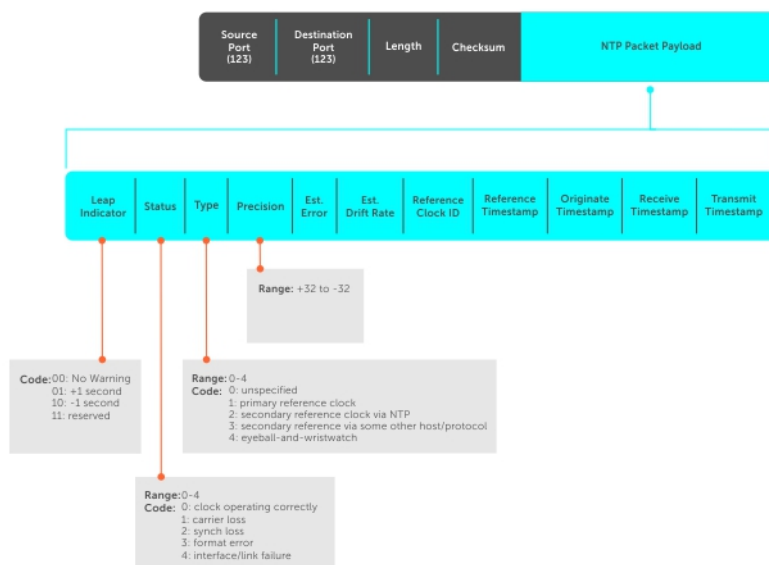 Source
Port
(123)
Destination
Port
(123)
Length
Checksum
NTP Packet Payload
Leap
Indicator
Status
Type
Precision
Est.
Error
Est.
Drift Rate
Reference
Clock ID
Reference
Timestamp
Originate
Timestamp
Receive
Timestamp
Transmit
Timestamp
Range: +32 to -32
Code: 00: No Warning
01: +1 second
10: -1 second
11: reserved
Range: 0-4
Code: 0: unspecified
1: primary reference clock
2: secondary reference clock via NTP
3: secondary reference via some other host/protocol
4: eyeball-and-wristwatch
Range: 0-4
Code: 0: clock operating correctly
1: carrier loss
2: synch loss
3: format error
4: interface/link failure